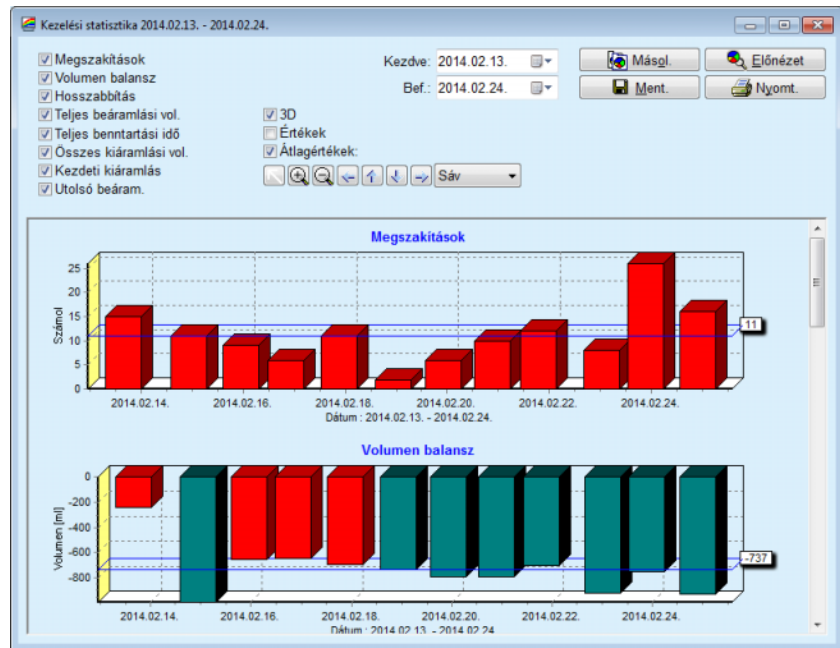 Kezelési statisztika 2014.02.13. - 2014.02.24.
Megszakítások
Volumen balansz
Hosszabbítás
Teljes beáramlási vol.
Teljes benntartási idő
Összes kiáramlási vol.
Kezdeti kiáramlás
Utolsó beáram.
3D
Értékek
Átlagértékek:
Sáv
Kezdve: 2014.02.13.
Bef.: 2014.02.24.
Másol.
Előnézet
Ment.
Nyomt.
Megszakítások
Számol
25
20
15
10
5
0
11
2014.02.14. 2014.02.16. 2014.02.18. 2014.02.20. 2014.02.22. 2014.02.24.
Dátum : 2014.02.13. - 2014.02.24.
Volumen balansz
Volumen [ml]
0
-200
-400
-600
-800
-737
2014.02.14. 2014.02.16. 2014.02.18. 2014.02.20. 2014.02.22. 2014.02.24.
Dátum : 2014.02.13. - 2014.02.24.